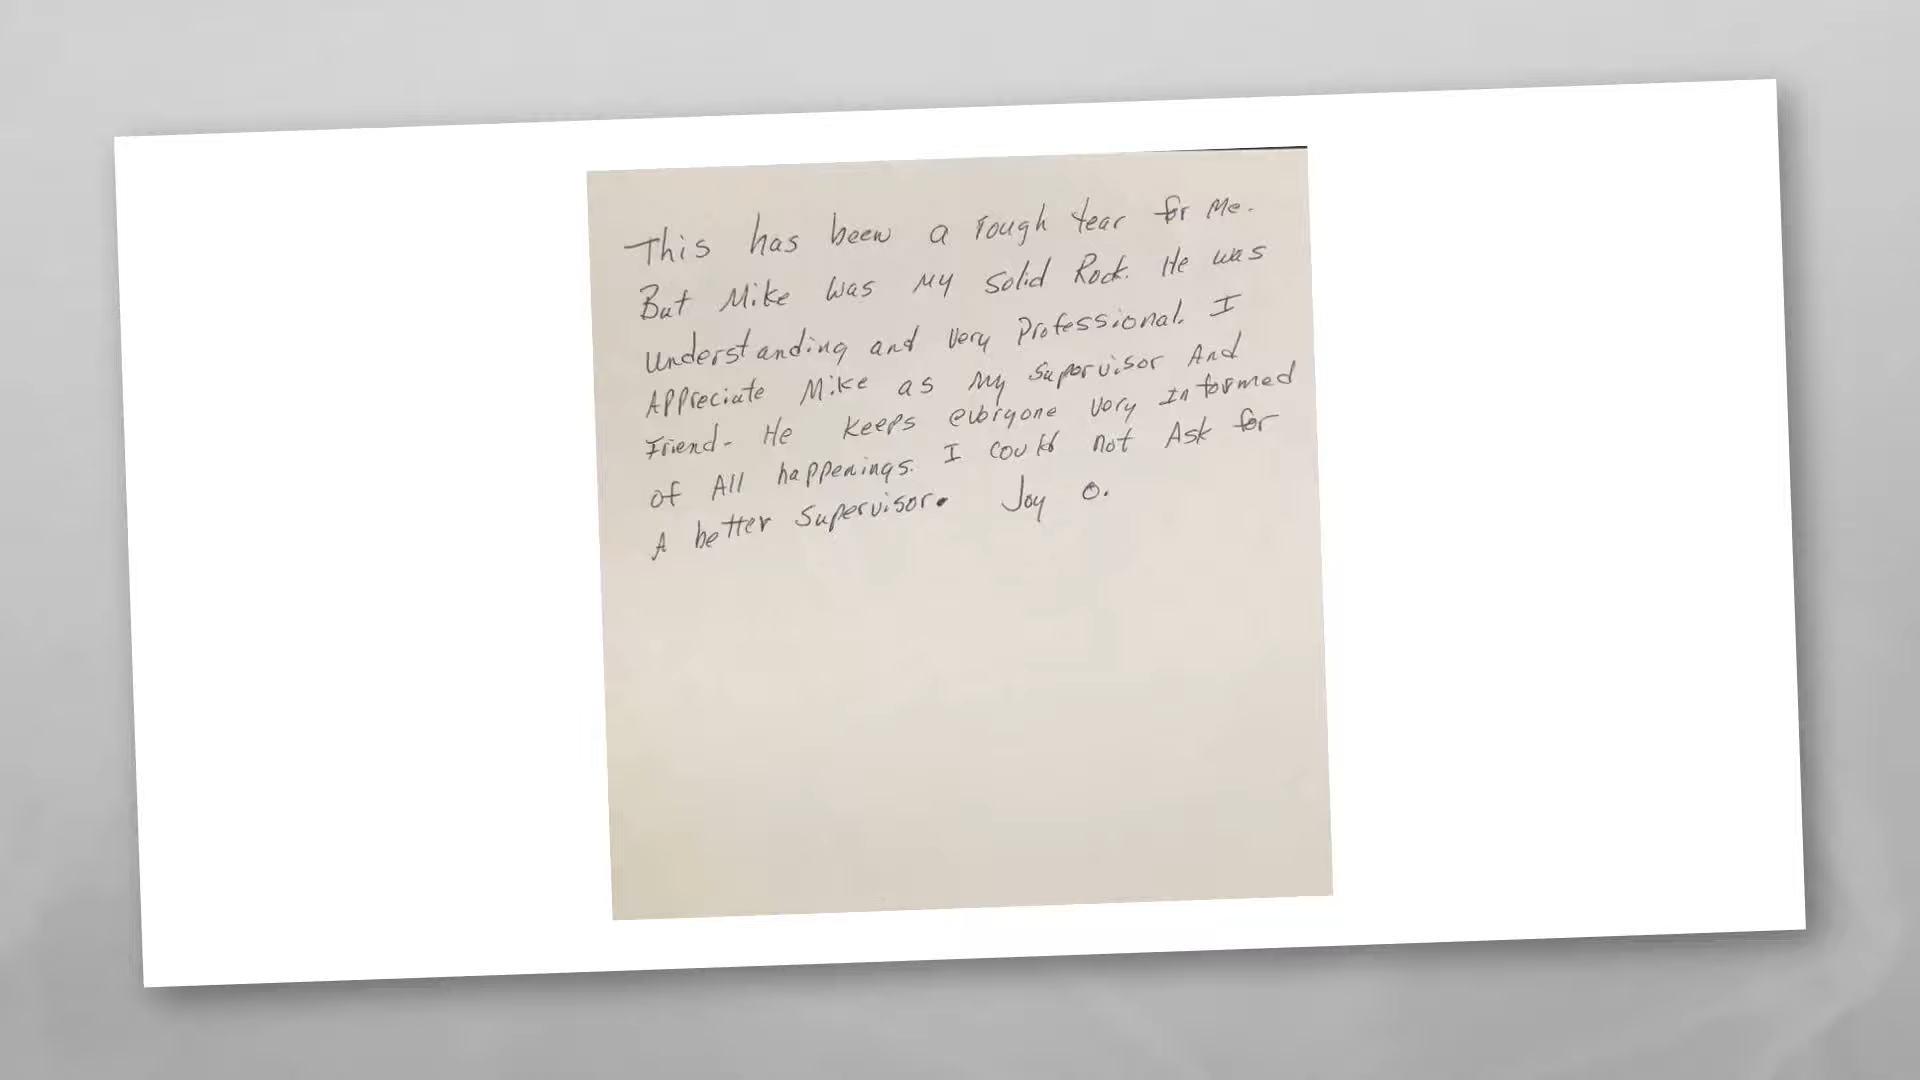 This has been a rough Year for Me.
But Mike was My Solid Rock. He was
understanding and Very Professional. I
Appreciate Mike as My Supervisor And
Friend- He keeps everyone Very Informed
of All happenings. I could not Ask for
A better Supervisor. Joy O.